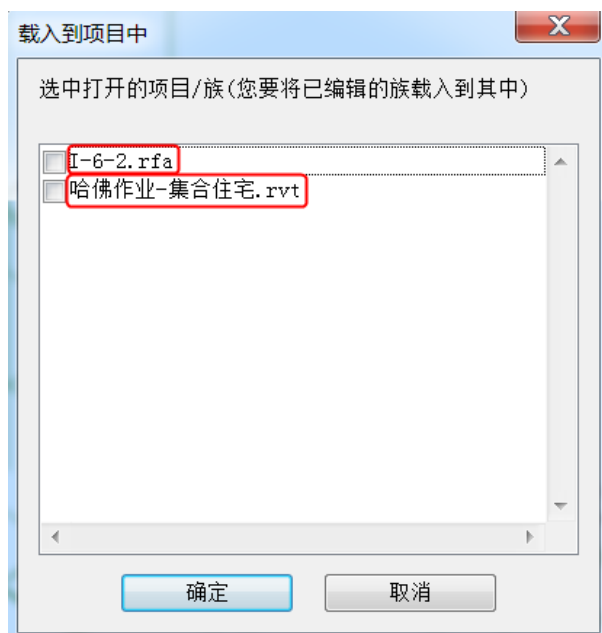 载入到项目中
选中打开的项目/族(您要将已编辑的族载入到其中)
I-6-2.rfa
哈佛作业-集合住宅.rvt
确定
取消